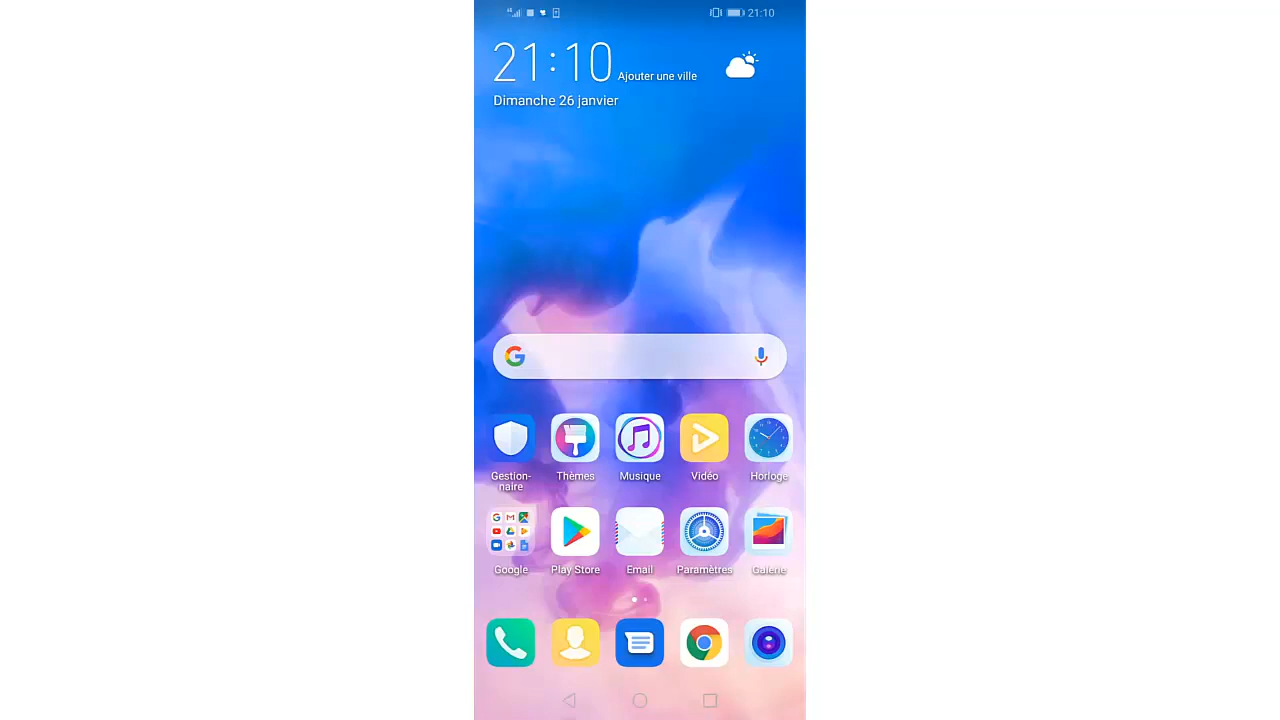 21:10
21:10
Ajouter une ville
Dimanche 26 janvier
Gestion-
naire
Thèmes
Musique
Vidéo
Horloge
Google
Play Store
Email
Paramètres
Galerie